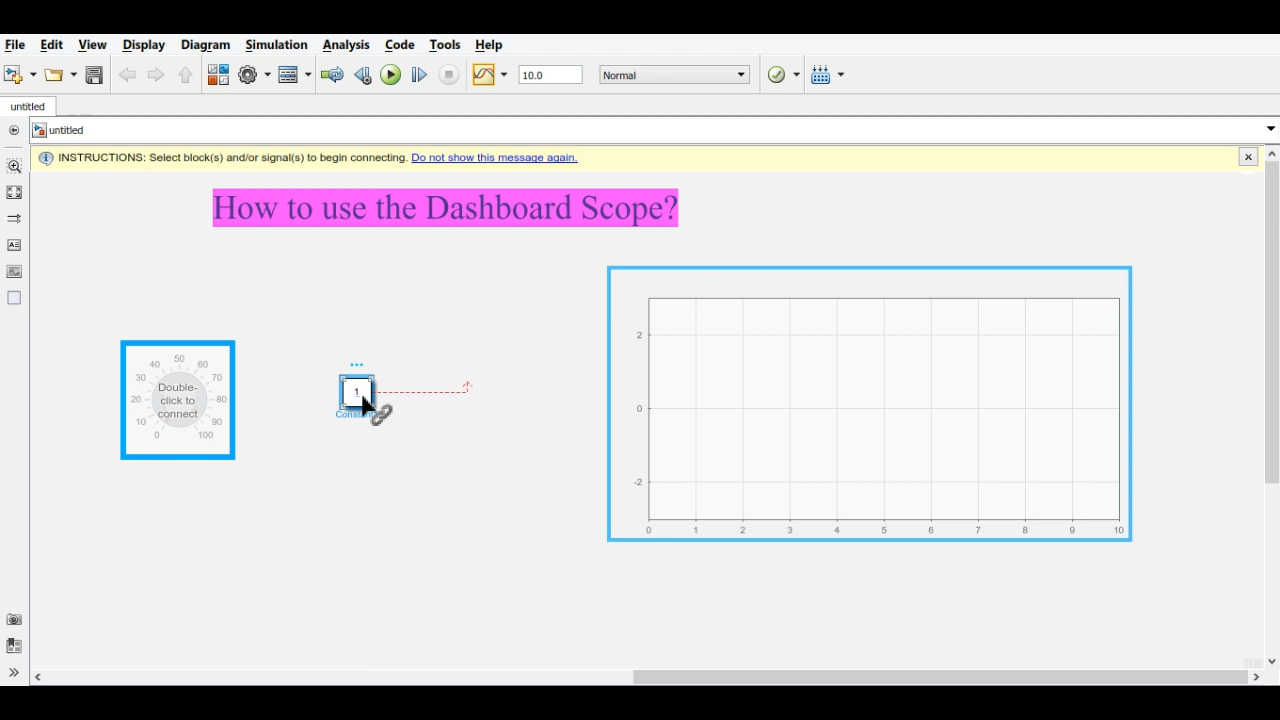 File Edit View Display Diagram Simulation Analysis Code Tools Help
10.0 Normal
untitled
untitled
INSTRUCTIONS: Select block(s) and/or signal(s) to begin connecting. Do not show this message again.
How to use the Dashboard Scope?
50
40 60
30 70
Double-
20 click to 80
connect
10 90
0 100
1
2
0
-2
0 1 2 3 4 5 6 7 8 9 10